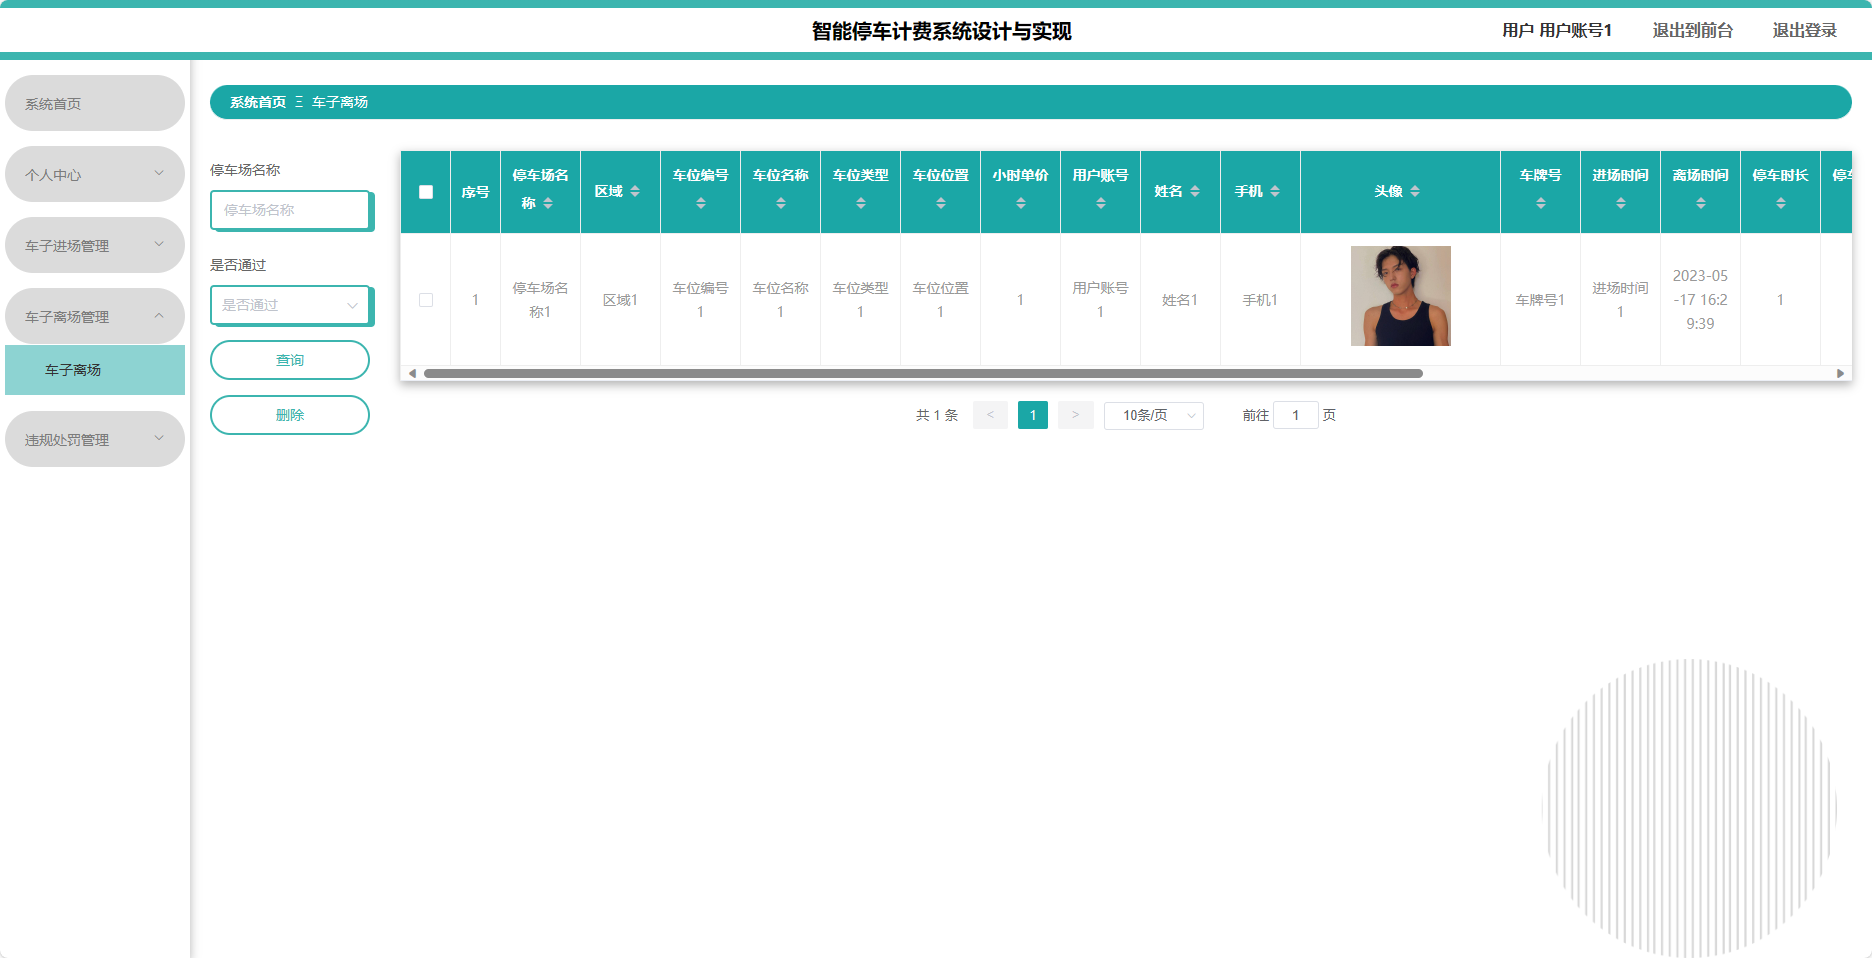 智能停车计费系统设计与实现
用户 用户账号1
退出到前台
退出登录
系统首页
个人中心
车子进场管理
车子离场管理
车子离场
违规处罚管理
系统首页 Ξ 车子离场
停车场名称
停车场名称
是否通过
是否通过
查询
删除
序号
停车场名
称
区域
车位编号
车位名称
车位类型
车位位置
小时单价
用户账号
姓名
手机
头像
车牌号
进场时间
离场时间
停车时长
停车
1
停车场名
称1
区域1
车位编号
1
车位名称
1
车位类型
1
车位位置
1
1
用户账号
1
姓名1
手机1
车牌号1
进场时间
1
2023-05
-17 16:2
9:39
1
共 1 条
<
1
>
10条/页
前往 1 页